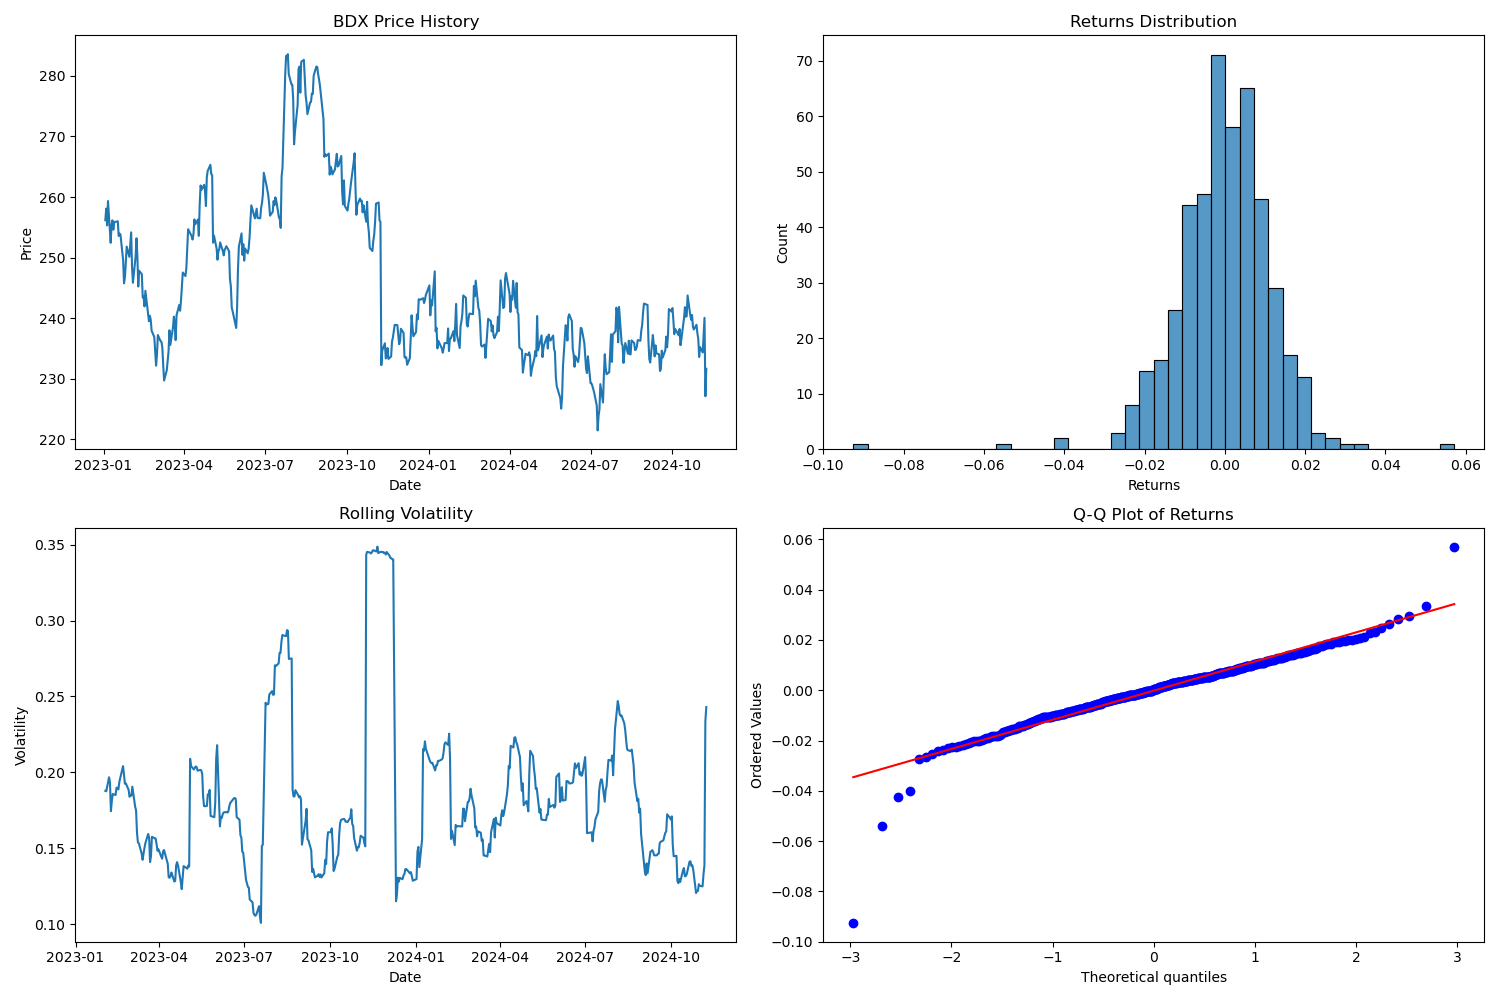 BDX Price History
280
270
260
250
240
230
220
Price
2023-01 2023-04 2023-07 2023-10 2024-01 2024-04 2024-07 2024-10
Date
Returns Distribution
70
60
50
40
30
20
10
0
Count
−0.10 −0.08 −0.06 −0.04 −0.02 0.00 0.02 0.04 0.06
Returns
Rolling Volatility
0.35
0.30
0.25
0.20
0.15
0.10
Volatility
2023-01 2023-04 2023-07 2023-10 2024-01 2024-04 2024-07 2024-10
Date
Q-Q Plot of Returns
0.06
0.04
0.02
0.00
−0.02
−0.04
−0.06
−0.08
−0.10
Ordered Values
−3 −2 −1 0 1 2 3
Theoretical quantiles